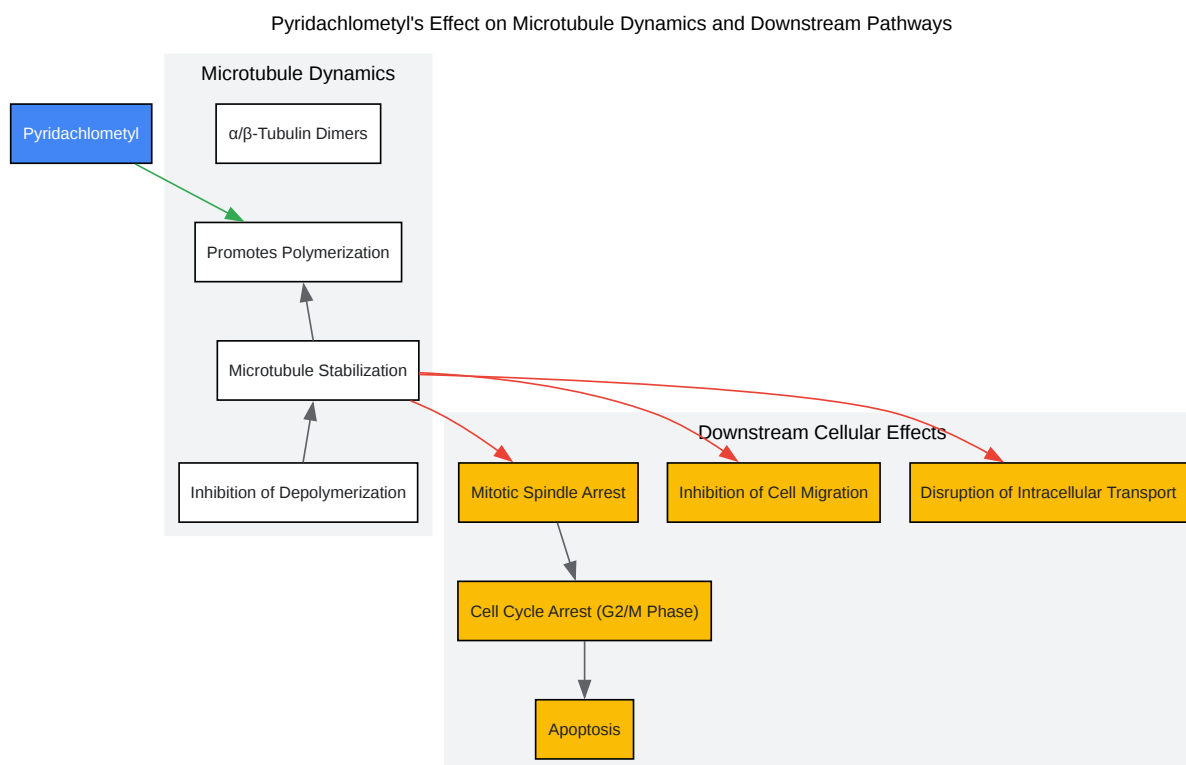 Pyridachlometyl's Effect on Microtubule Dynamics and Downstream Pathways
Microtubule Dynamics
Pyridachlometyl
α/β-Tubulin Dimers
Promotes Polymerization
Microtubule Stabilization
Inhibition of Depolymerization
Downstream Cellular Effects
Mitotic Spindle Arrest
Inhibition of Cell Migration
Disruption of Intracellular Transport
Cell Cycle Arrest (G2/M Phase)
Apoptosis